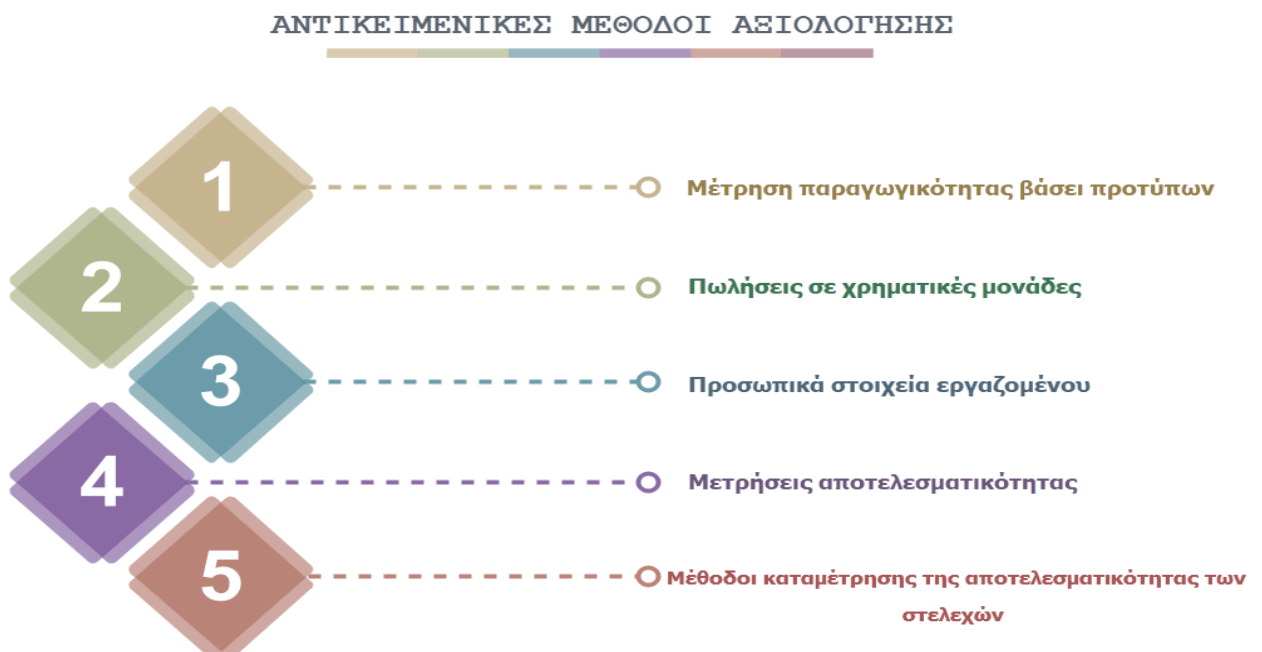 ΑΝΤΙΚΕΙΜΕΝΙΚΕΣ ΜΕΘΟΔΟΙ ΑΞΙΟΛΟΓΗΣΗΣ
1
Μέτρηση παραγωγικότητας βάσει προτύπων
2
Πωλήσεις σε χρηματικές μονάδες
3
Προσωπικά στοιχεία εργαζομένου
4
Μετρήσεις αποτελεσματικότητας
5
Μέθοδοι καταμέτρησης της αποτελεσματικότητας των
στελεχών